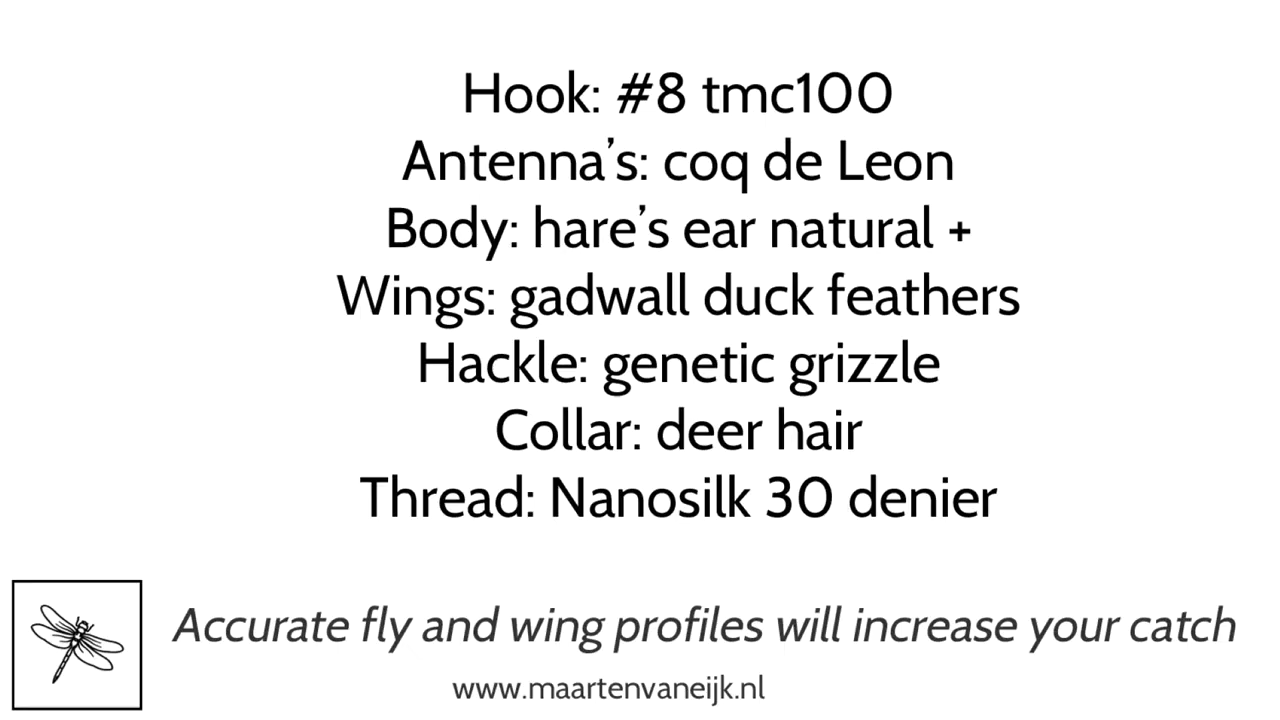 Hook: #8 tmc100
Antenna’s: coq de Leon
Body: hare’s ear natural +
Wings: gadwall duck feathers
Hackle: genetic grizzle
Collar: deer hair
Thread: Nanosilk 30 denier
Accurate fly and wing profiles will increase your catch
www.maartenvaneijk.nl